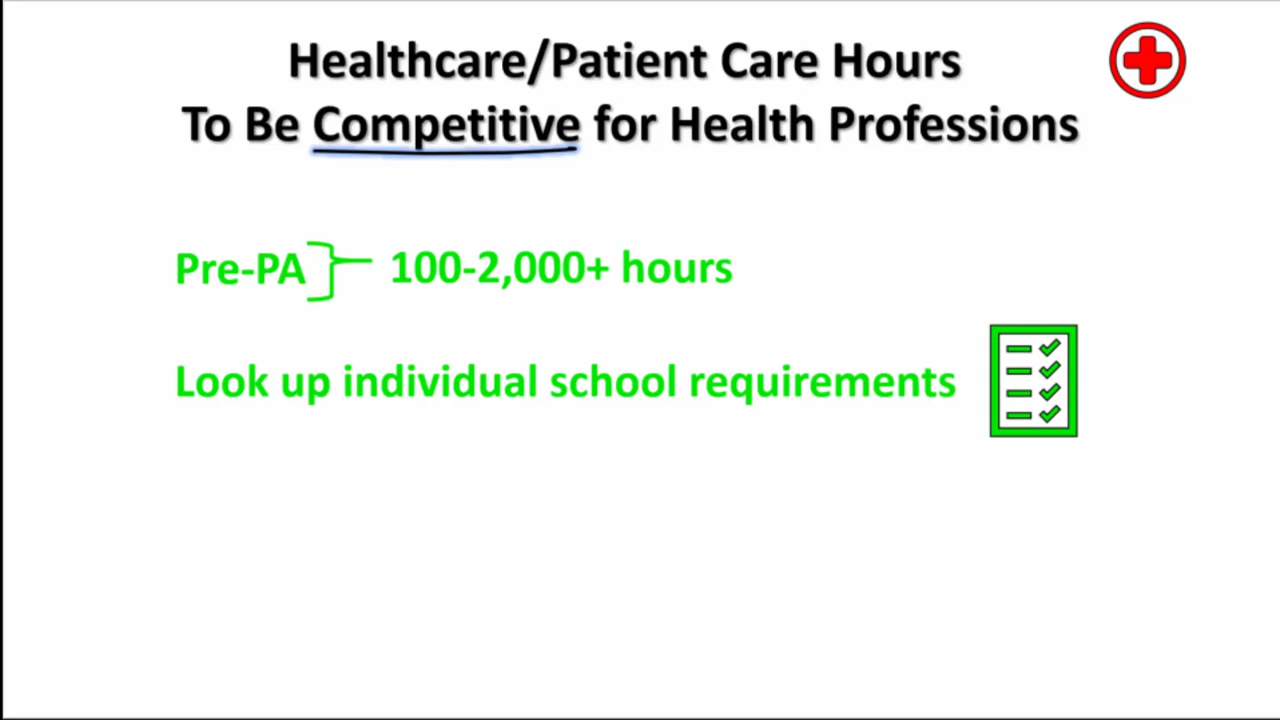 Healthcare/Patient Care Hours
To Be Competitive for Health Professions
Pre-PA 100-2,000+ hours
Look up individual school requirements